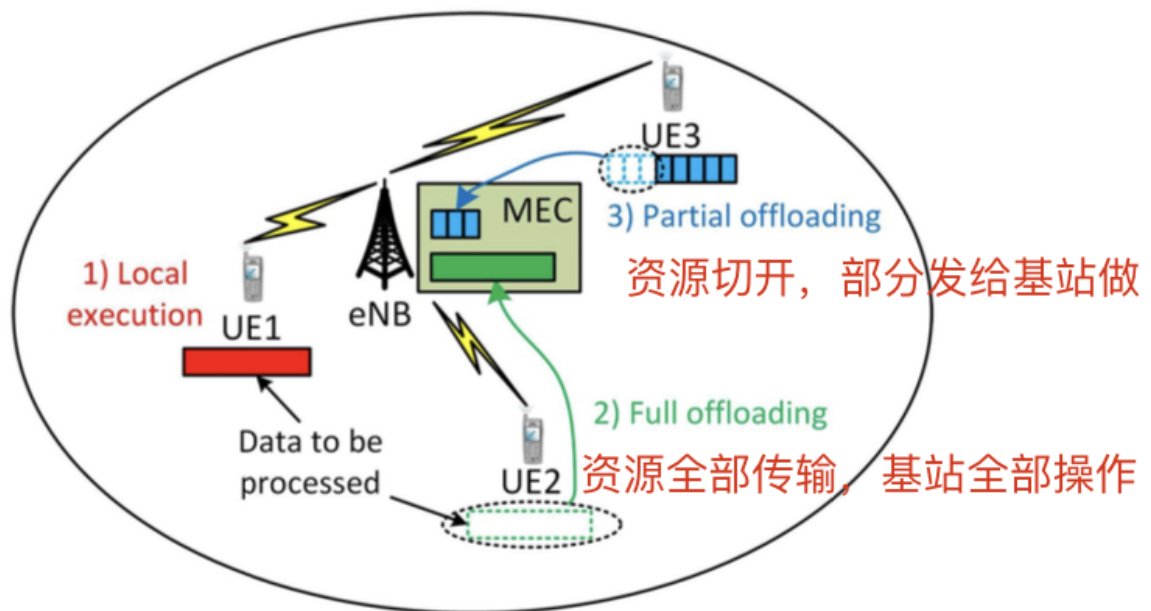 UE3
MEC
3) Partial offloading
资源切开，部分发给基站做
1) Local
execution
UE1
eNB
2) Full offloading
Data to be
processed
UE2
资源全部传输，基站全部操作